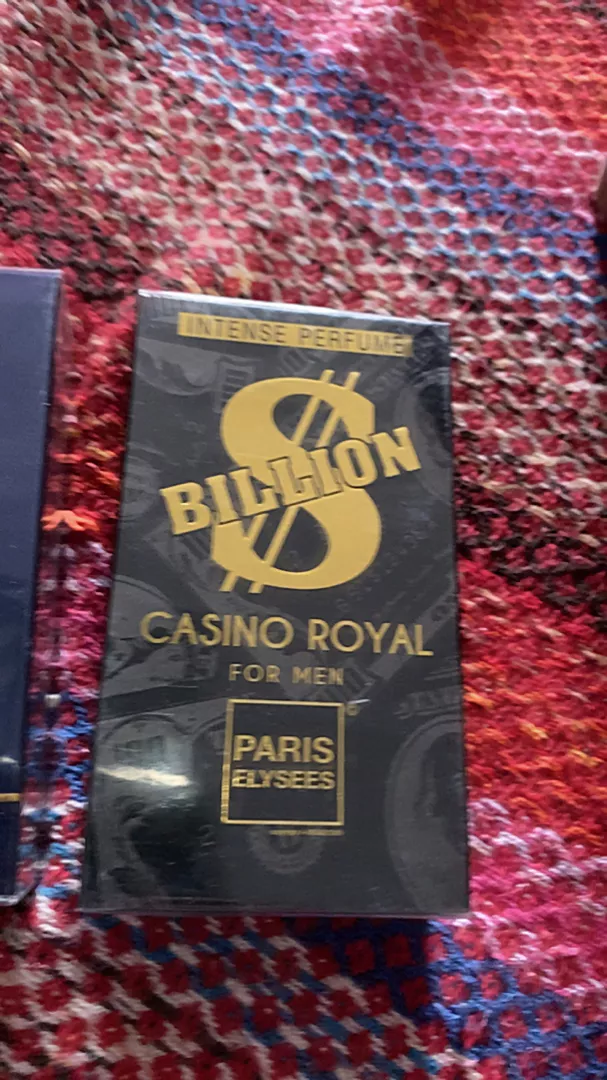 INTENSE PERFUME
$
BILLION
CASINO ROYAL
FOR MEN
PARIS
ELYSEES